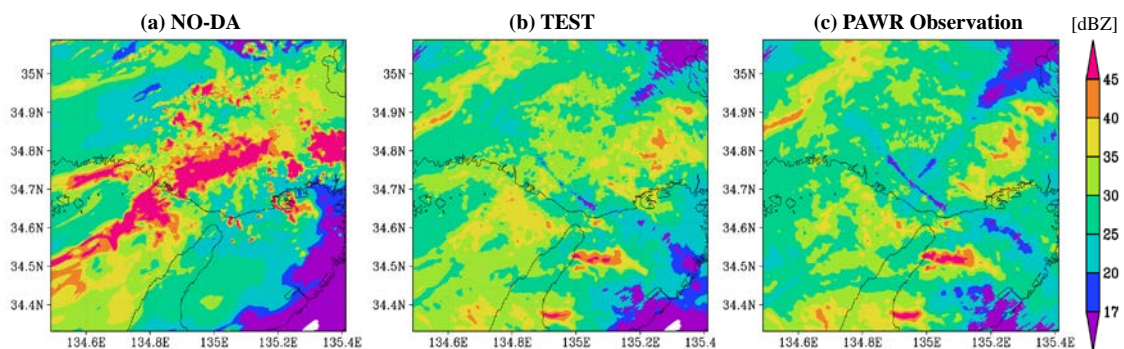 (a) NO-DA (b) TEST (c) PAWR Observation [dBZ]
35N 35N 35N
34.9N 34.9N 34.9N
34.8N 34.8N 34.8N
34.7N 34.7N 34.7N
34.6N 34.6N 34.6N
34.5N 34.5N 34.5N
34.4N 34.4N 34.4N
134.6E 134.8E 135E 135.2E 135.4E 134.6E 134.8E 135E 135.2E 135.4E 134.6E 134.8E 135E 135.2E 135.4E
45
40
35
30
25
20
17